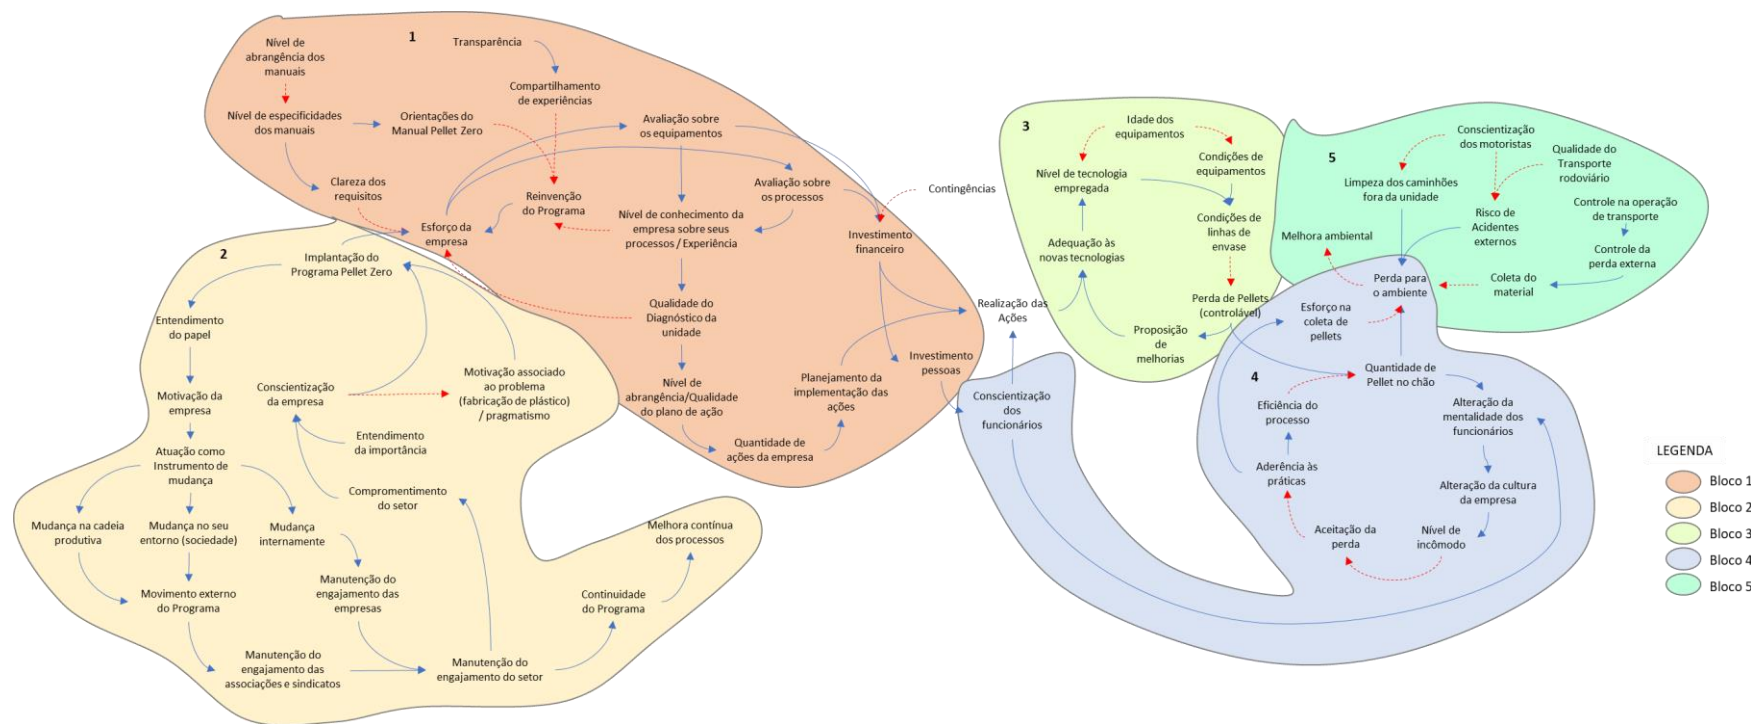 1
Nível de
abrangência dos
manuais
Transparência
Compartilhamento
de experiências
Nível de especificidades
dos manuais
Orientações do
Manual Pellet Zero
Avaliação sobre
os equipamentos
Clareza dos
requisitos
Reinvenção
do Programa
Avaliação sobre
os processos
Esforço da
empresa
Nível de conhecimento da
empresa sobre seus
processos / Experiência
Contingências
Investimento
financeiro
Qualidade do
Diagnóstico da
unidade
Realização das
Ações
Nível de
abrangência/Qualidade
do plano de ação
Planejamento da
implementação das
ações
Investimento
pessoas
Quantidade de
ações da empresa
2
Implantação do
Programa Pellet Zero
Entendimento
do papel
Motivação da
empresa
Conscientização
da empresa
Motivação associado
ao problema
(fabricação de plástico)
/ pragmatismo
Entendimento
da importância
Atuação como
Instrumento de
mudança
Compromentimento
do setor
Mudança na cadeia
produtiva
Mudança no seu
entorno (sociedade)
Mudança
internamente
Melhora contínua
dos processos
Movimento externo
do Programa
Manutenção do
engajamento das
empresas
Continuidade
do Programa
Manutenção do
engajamento das
associações e sindicatos
Manutenção do
engajamento do setor
3
Idade dos
equipamentos
Nível de tecnologia
empregada
Condições de
equipamentos
Condições de
linhas de
envase
Adequação às
novas tecnologias
Perda de Pellets
(controlável)
Proposição
de
melhorias
5
Conscientização
dos motoristas
Qualidade do
Transporte
rodoviário
Limpeza dos caminhões
fora da unidade
Risco de
Acidentes
externos
Controle na operação
de transporte
Melhora ambiental
Controle da
perda externa
Coleta do
material
Perda para
o ambiente
Esforço na
coleta de
pellets
4
Quantidade de
Pellet no chão
Conscientização
dos
funcionários
Eficiência do
processo
Alteração da
mentalidade dos
funcionários
Aderência às
práticas
Alteração da cultura
da empresa
Aceitação da
perda
Nível de
incômodo
LEGENDA
Bloco 1
Bloco 2
Bloco 3
Bloco 4
Bloco 5